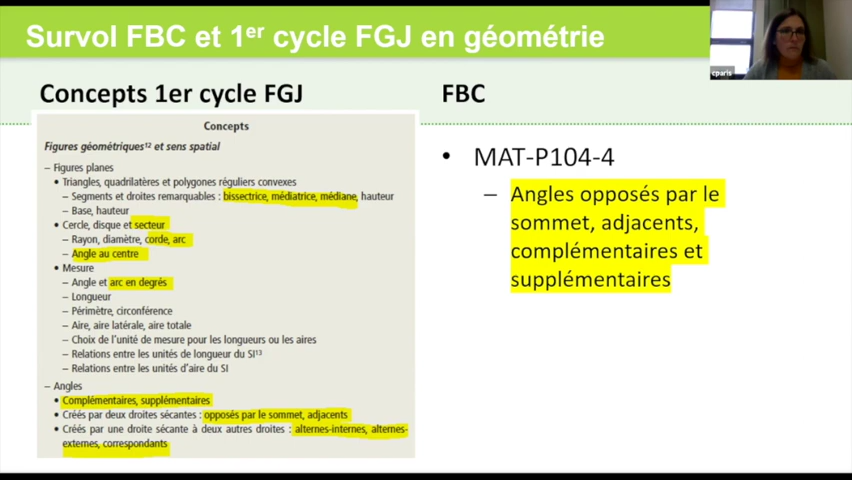 Survol FBC et 1er cycle FGJ en géométrie
cparis
Concepts 1er cycle FGJ
Concepts
Figures géométriques12 et sens spatial
– Figures planes
• Triangles, quadrilatères et polygones réguliers convexes
– Segments et droites remarquables : bissectrice, médiatrice, médiane, hauteur
– Base, hauteur
• Cercle, disque et secteur
– Rayon, diamètre, corde, arc
– Angle au centre
• Mesure
– Angle et arc en degrés
– Longueur
– Périmètre, circonférence
– Aire, aire latérale, aire totale
– Choix de l'unité de mesure pour les longueurs ou les aires
– Relations entre les unités de longueur du SI13
– Relations entre les unités d'aire du SI
– Angles
• Complémentaires, supplémentaires
• Créés par deux droites sécantes : opposés par le sommet, adjacents
• Créés par une droite sécante à deux autres droites : alternes-internes, alternes-
externes, correspondants
FBC
• MAT-P104-4
– Angles opposés par le
sommet, adjacents,
complémentaires et
supplémentaires